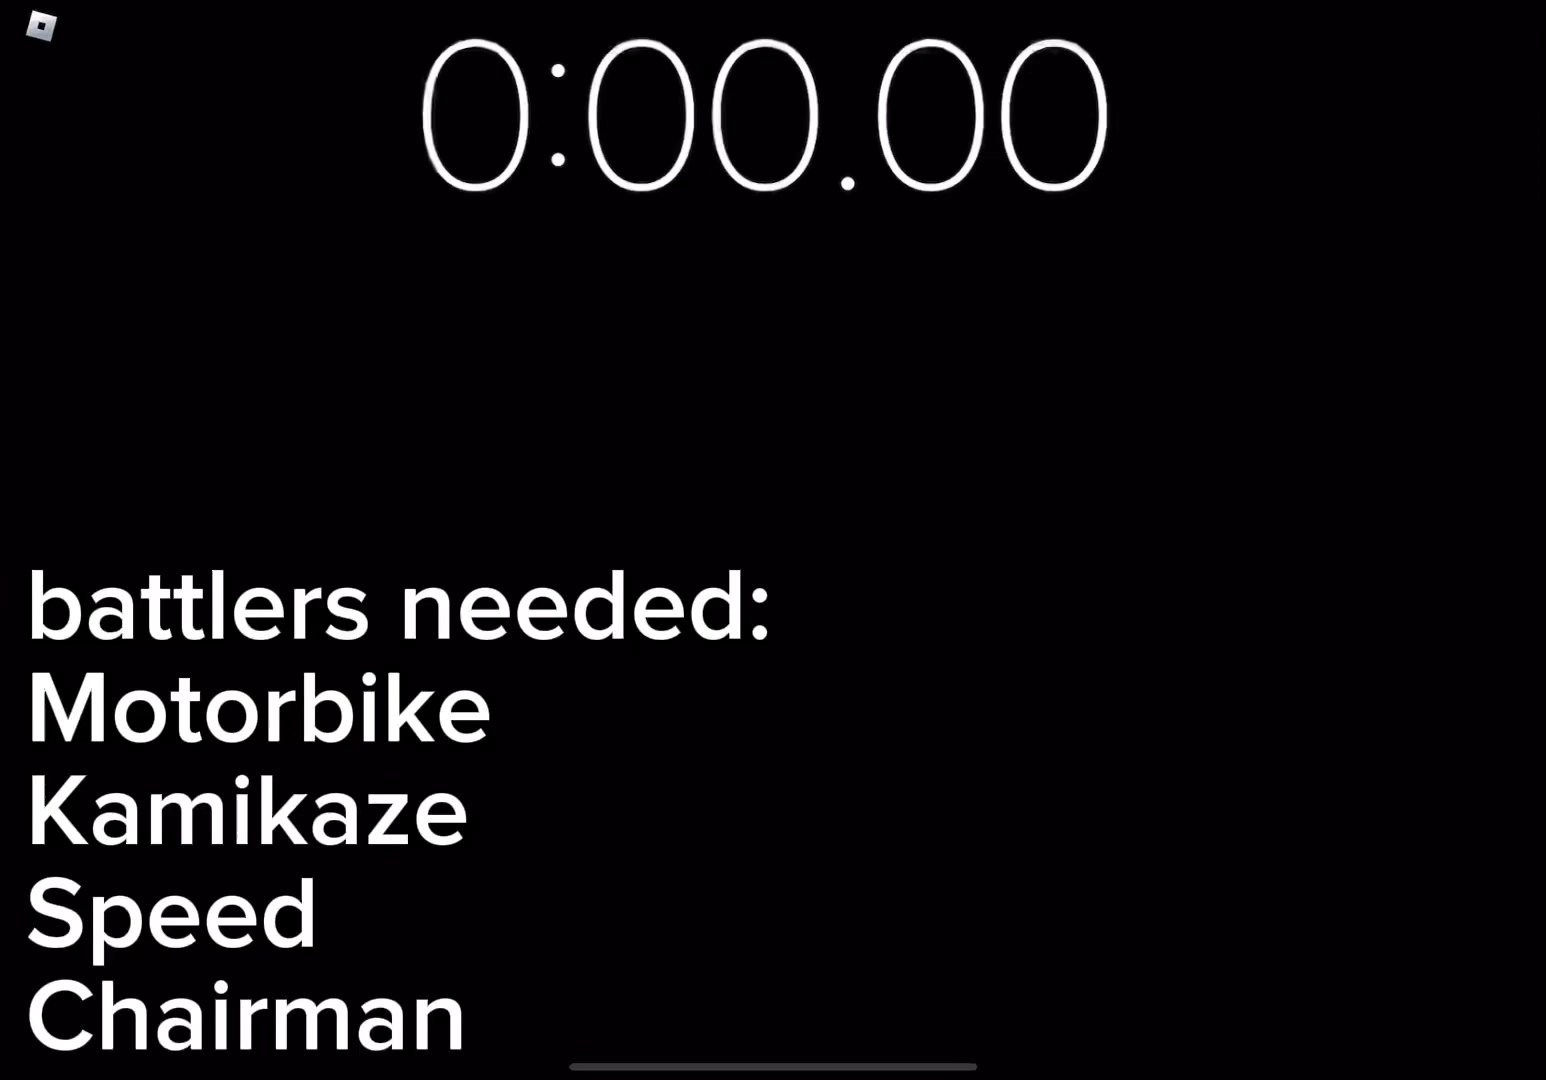 0:00.00
battlers needed:
Motorbike
Kamikaze
Speed
Chairman